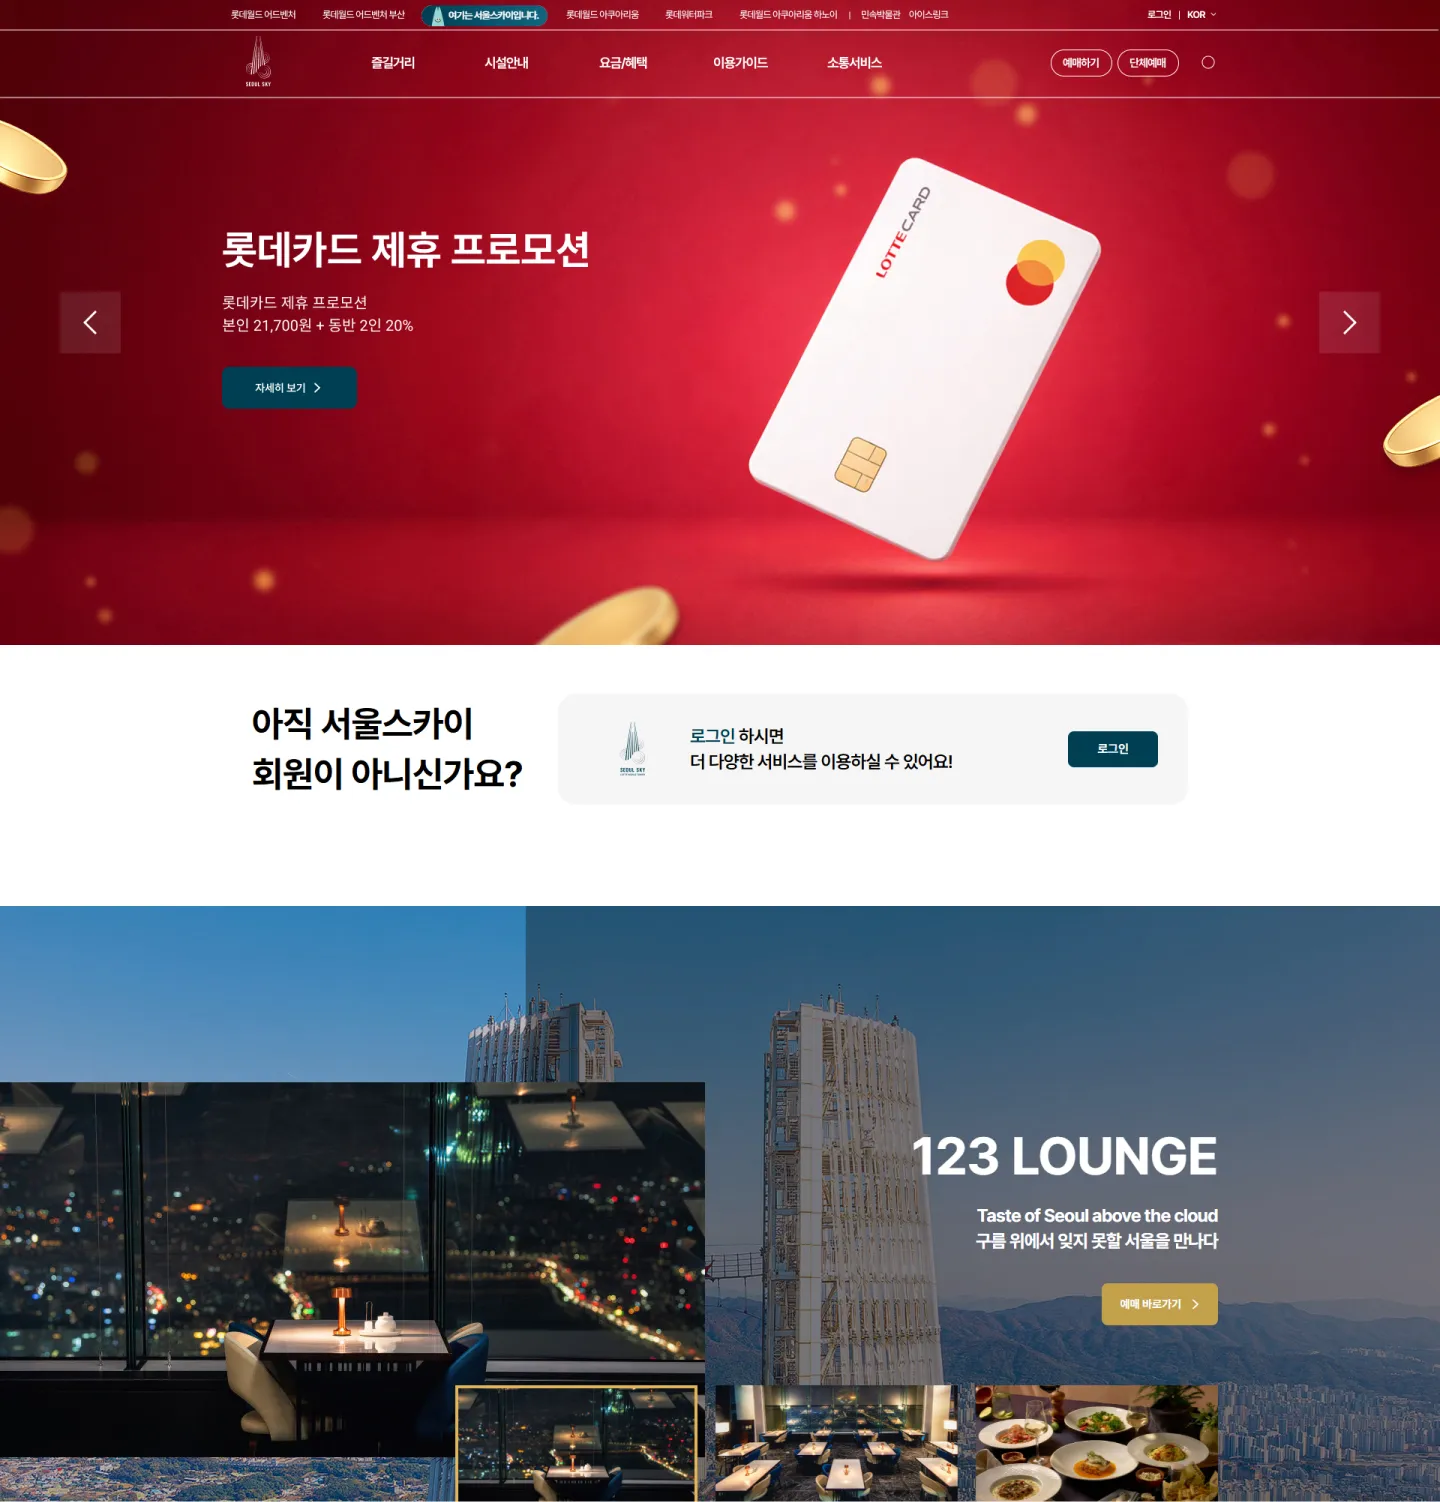 롯데월드 어드벤처 롯데월드 어드벤처 부산 여기는 서울스카이입니다. 롯데월드 아쿠아리움 롯데워터파크 롯데월드 아쿠아리움 하노이 | 민속박물관 아이스링크 로그인 | KOR
SEOUL SKY
즐길거리 시설안내 요금/혜택 이용가이드 소통서비스 예매하기 단체예매
롯데카드 제휴 프로모션
롯데카드 제휴 프로모션
본인 21,700원 + 동반 2인 20%
자세히 보기
LOTTECARD
아직 서울스카이
회원이 아니신가요?
SEOUL SKY
로그인 하시면
더 다양한 서비스를 이용하실 수 있어요!
로그인
123 LOUNGE
Taste of Seoul above the cloud
구름 위에서 잊지 못할 서울을 만나다
예매 바로가기